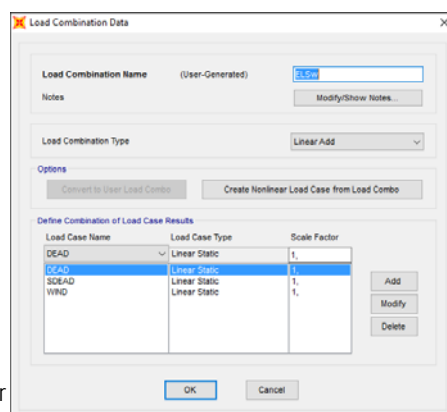 Load Combination Data
Load Combination Name (User-Generated) ELSw
Notes Modify/Show Notes...
Load Combination Type Linear Add
Options
Convert to User Load Combo Create Nonlinear Load Case from Load Combo
Define Combination of Load Case Results
Load Case Name Load Case Type Scale Factor
DEAD Linear Static 1,
DEAD Linear Static 1,
SDEAD Linear Static 1,
WIND Linear Static 1,
Add
Modify
Delete
r
OK Cancel